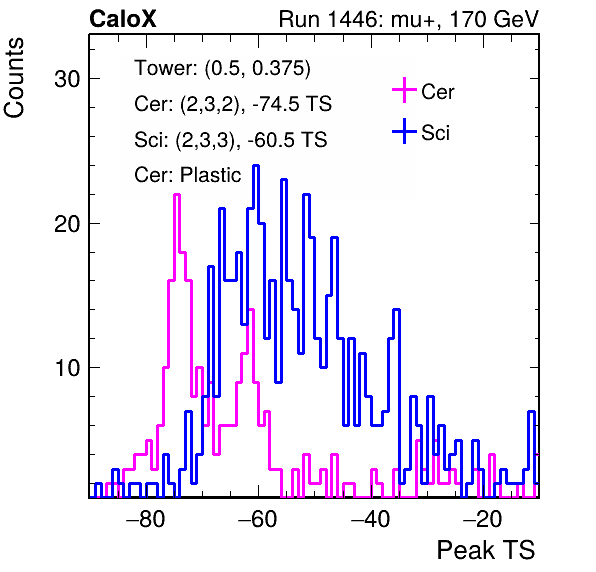 CaloX Run 1446: mu+, 170 GeV
Counts
Tower: (0.5, 0.375)
Cer: (2,3,2), -74.5 TS
Sci: (2,3,3), -60.5 TS
Cer: Plastic
Cer
Sci
30
20
10
−80 −60 −40 −20
Peak TS